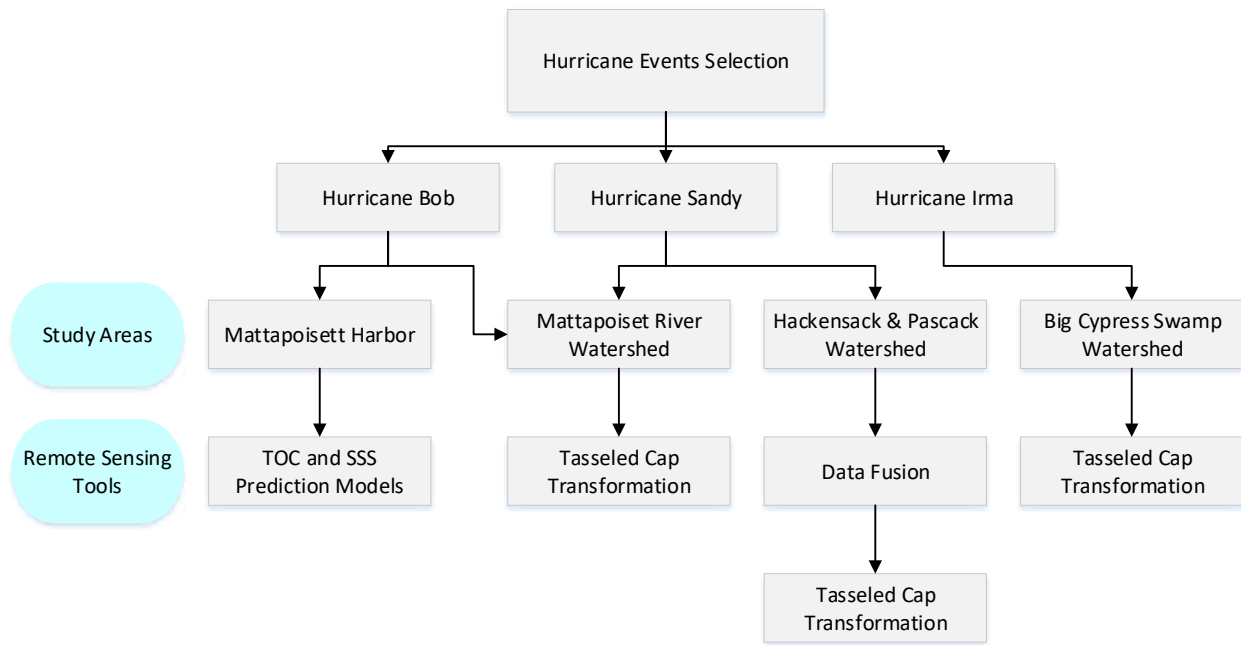 Hurricane Events Selection
Hurricane Bob
Hurricane Sandy
Hurricane Irma
Study Areas
Mattapoisett Harbor
Mattapoiset River
Watershed
Hackensack & Pascack
Watershed
Big Cypress Swamp
Watershed
Remote Sensing
Tools
TOC and SSS
Prediction Models
Tasseled Cap
Transformation
Data Fusion
Tasseled Cap
Transformation
Tasseled Cap
Transformation